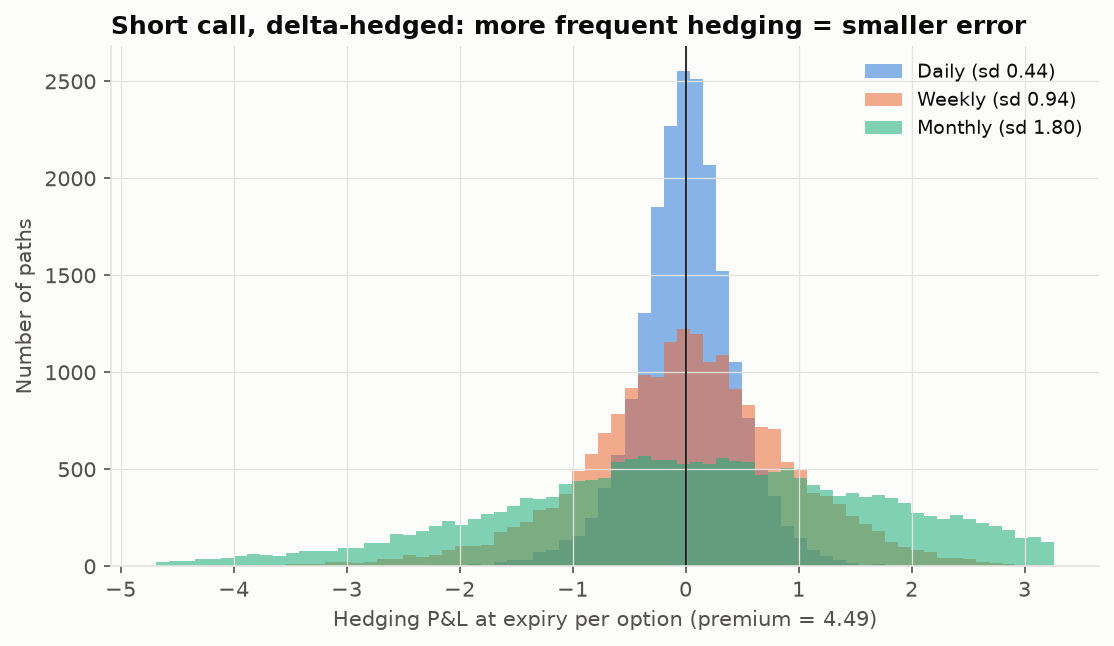 Short call, delta-hedged: more frequent hedging = smaller error
Daily (sd 0.44)
Weekly (sd 0.94)
Monthly (sd 1.80)
Number of paths
2500
2000
1500
1000
500
0
−5 −4 −3 −2 −1 0 1 2 3
Hedging P&L at expiry per option (premium = 4.49)